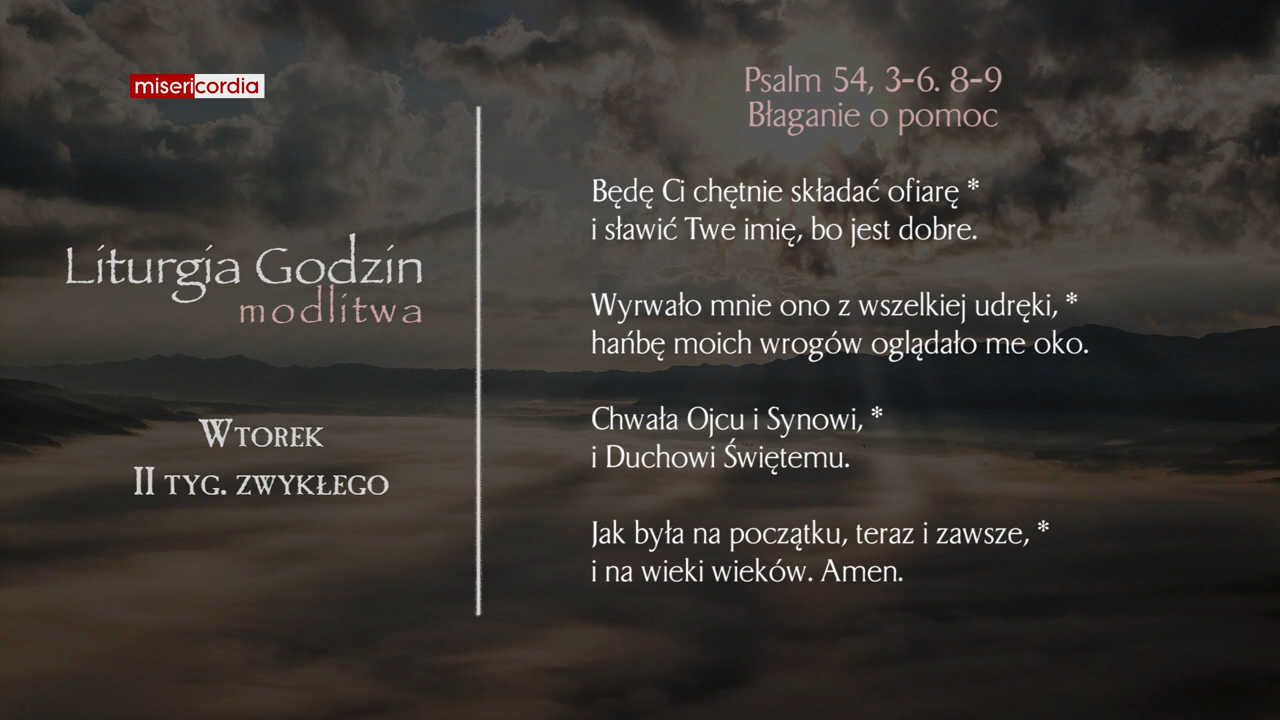 misericordia
Liturgia Godzin
modlitwa
Wtorek
II tyg. zwykłego
Psalm 54, 3-6. 8-9
Błaganie o pomoc
Będę Ci chętnie składać ofiarę *
i sławić Twe imię, bo jest dobre.
Wyrwało mnie ono z wszelkiej udręki, *
hańbę moich wrogów oglądało me oko.
Chwała Ojcu i Synowi, *
i Duchowi Świętemu.
Jak była na początku, teraz i zawsze, *
i na wieki wieków. Amen.